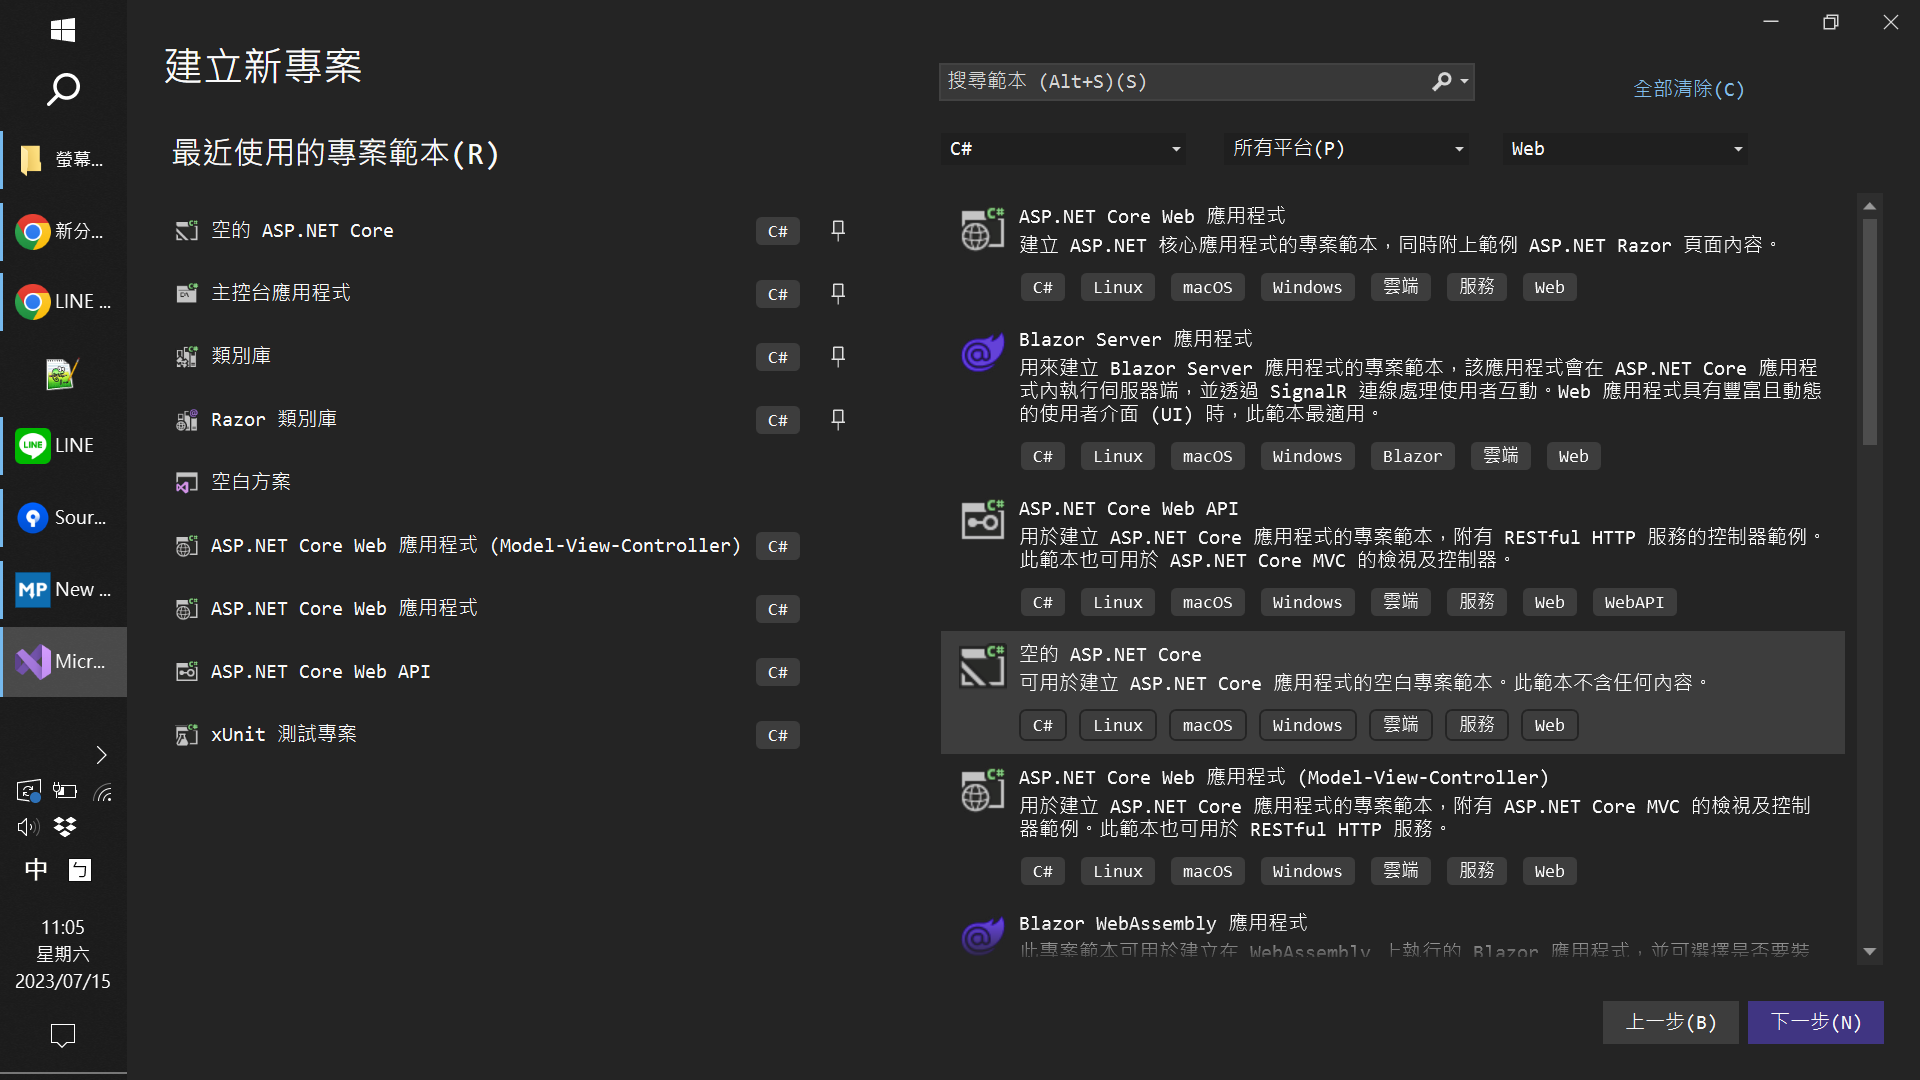 螢幕...
新分...
LINE ...
LINE
Sour...
MP New ...
Micr...
中 ㄅ
11:05
星期六
2023/07/15
建立新專案
搜尋範本 (Alt+S)(S)
全部清除(C)
最近使用的專案範本(R)
C# 所有平台(P) Web
空的 ASP.NET Core C#
主控台應用程式 C#
類別庫 C#
Razor 類別庫 C#
空白方案
ASP.NET Core Web 應用程式 (Model-View-Controller) C#
ASP.NET Core Web 應用程式 C#
ASP.NET Core Web API C#
xUnit 測試專案 C#
ASP.NET Core Web 應用程式
建立 ASP.NET 核心應用程式的專案範本，同時附上範例 ASP.NET Razor 頁面內容。
C# Linux macOS Windows 雲端 服務 Web
Blazor Server 應用程式
用來建立 Blazor Server 應用程式的專案範本，該應用程式會在 ASP.NET Core 應用程
式內執行伺服器端，並透過 SignalR 連線處理使用者互動。Web 應用程式具有豐富且動態
的使用者介面 (UI) 時，此範本最適用。
C# Linux macOS Windows Blazor 雲端 Web
ASP.NET Core Web API
用於建立 ASP.NET Core 應用程式的專案範本，附有 RESTful HTTP 服務的控制器範例。
此範本也可用於 ASP.NET Core MVC 的檢視及控制器。
C# Linux macOS Windows 雲端 服務 Web WebAPI
空的 ASP.NET Core
可用於建立 ASP.NET Core 應用程式的空白專案範本。此範本不含任何內容。
C# Linux macOS Windows 雲端 服務 Web
ASP.NET Core Web 應用程式 (Model-View-Controller)
用於建立 ASP.NET Core 應用程式的專案範本，附有 ASP.NET Core MVC 的檢視及控制
器範例。此範本也可用於 RESTful HTTP 服務。
C# Linux macOS Windows 雲端 服務 Web
Blazor WebAssembly 應用程式
此專案範本可用於建立在 WebAssembly 上執行的 Blazor 應用程式，並可選擇是否要裝
上一步(B) 下一步(N)